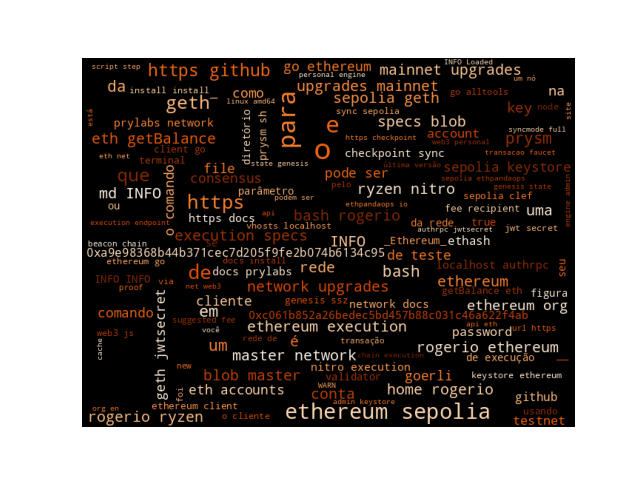 script step
https github
go ethereum
INFO Loaded
personal engine
mainnet upgrades
um nó
da
install install
como
upgrades mainnet
go alltools
na
geth_
linux amd64
para
sepolia geth
key
node
site
está
prylabs network
diretório
prysm sh
e
sync sepolia
specs blob
syncmode full
eth getBalance
https checkpoint
account
web3 personal
prysm
client go
o
checkpoint sync
transacao faucet
eth net
terminal
state genesis
última versão
que
file
pode ser
sepolia keystore
consensus
pelo
ryzen nitro
sepolia ethpandaops
genesis state
engine admin
md INFO
o comando
parâmetro
podem ser
sepolia clef
ou
https
ethpandaops io
fee recipient
uma
https docs
api
bash rogerio
da rede
true
execution endpoint
vhosts localhost
authrpc jwtsecret
jwt secret
execution specs
beacon chain
se
INFO
_Ethereum_ethash
0xa9e98368b44b371cec7d205f9fe2b074b6134c95
de teste
ethereum go
docs install
de
docs prylabs
rede
bash
localhost authrpc
seu
INFO INFO
proof
via
net web3
network upgrades
ethereum
getBalance eth
figura
cliente
genesis ssz
network docs
ethereum org
comando
geth jwtsecret
em
0xc061b852a26bedec5bd457b88c031c46a622f4ab
suggested fee
web3 js
você
ethereum execution
api eth
password
url https
cache
um
rede de
é
transação
rogerio ethereum
master network
chain execution
de execução
__
new
nitro execution
blob master
validator
goerli
keystore ethereum
foi
eth accounts
WARN
conta
home rogerio
github
admin keystore
org en
ethereum client
ethereum sepolia
usando
rogerio ryzen
o cliente
testnet